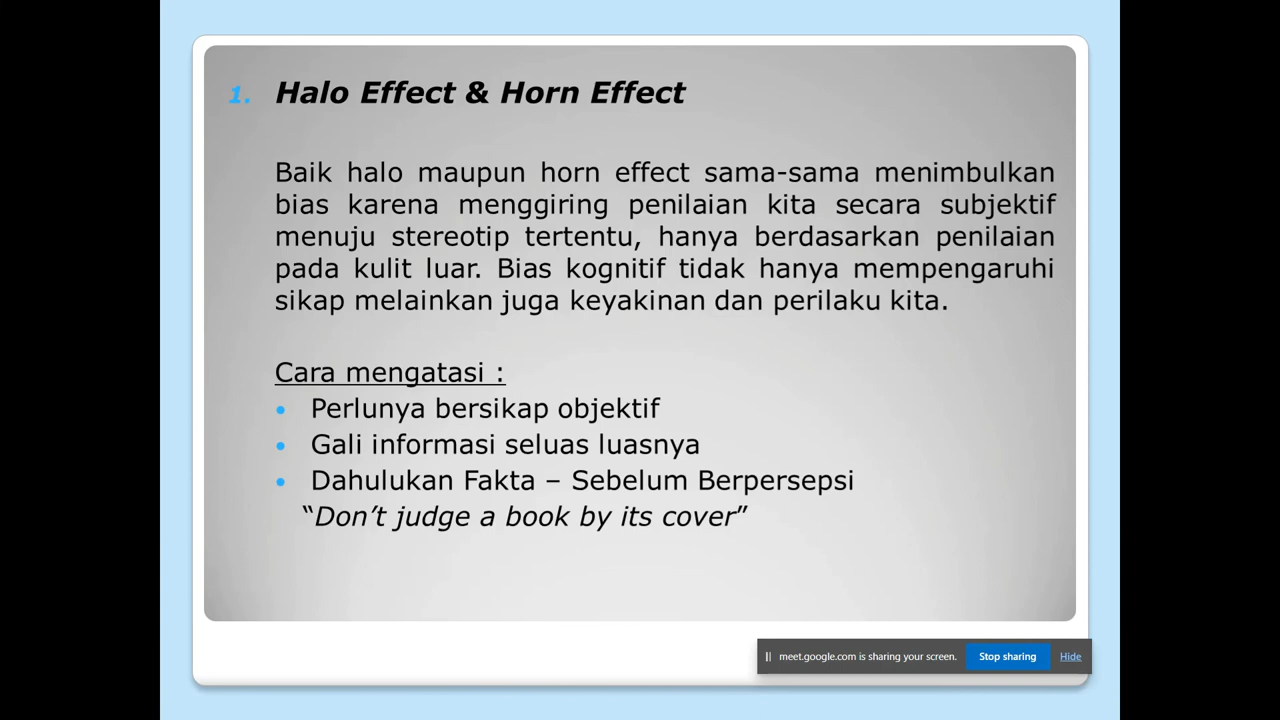 1. Halo Effect & Horn Effect
Baik halo maupun horn effect sama-sama menimbulkan
bias karena menggiring penilaian kita secara subjektif
menuju stereotip tertentu, hanya berdasarkan penilaian
pada kulit luar. Bias kognitif tidak hanya mempengaruhi
sikap melainkan juga keyakinan dan perilaku kita.
Cara mengatasi :
• Perlunya bersikap objektif
• Gali informasi seluas luasnya
• Dahulukan Fakta – Sebelum Berpersepsi
“Don’t judge a book by its cover”
meet.google.com is sharing your screen. Stop sharing Hide